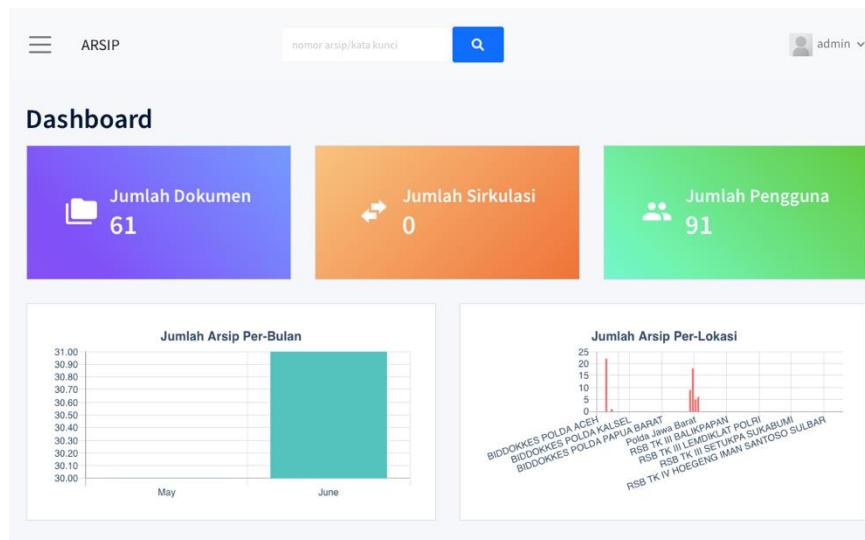 ARSIP
nomor arsip/kata kunci
admin
Dashboard
Jumlah Dokumen
61
Jumlah Sirkulasi
0
Jumlah Pengguna
91
Jumlah Arsip Per-Bulan
31.00
30.90
30.80
30.70
30.60
30.50
30.40
30.30
30.20
30.10
30.00
May
June
Jumlah Arsip Per-Lokasi
25
20
15
10
5
0
BIDDOKKES POLDA ACEH
BIDDOKKES POLDA KALSEL
BIDDOKKES POLDA PAPUA BARAT
Polda Jawa Barat
RSB TK III BALIKPAPAN
RSB TK III LEMDIKLAT POLRI
RSB TK III SETUKPA SUKABUMI
RSB TK IV HOEGENG IMAN SANTOSO SULBAR